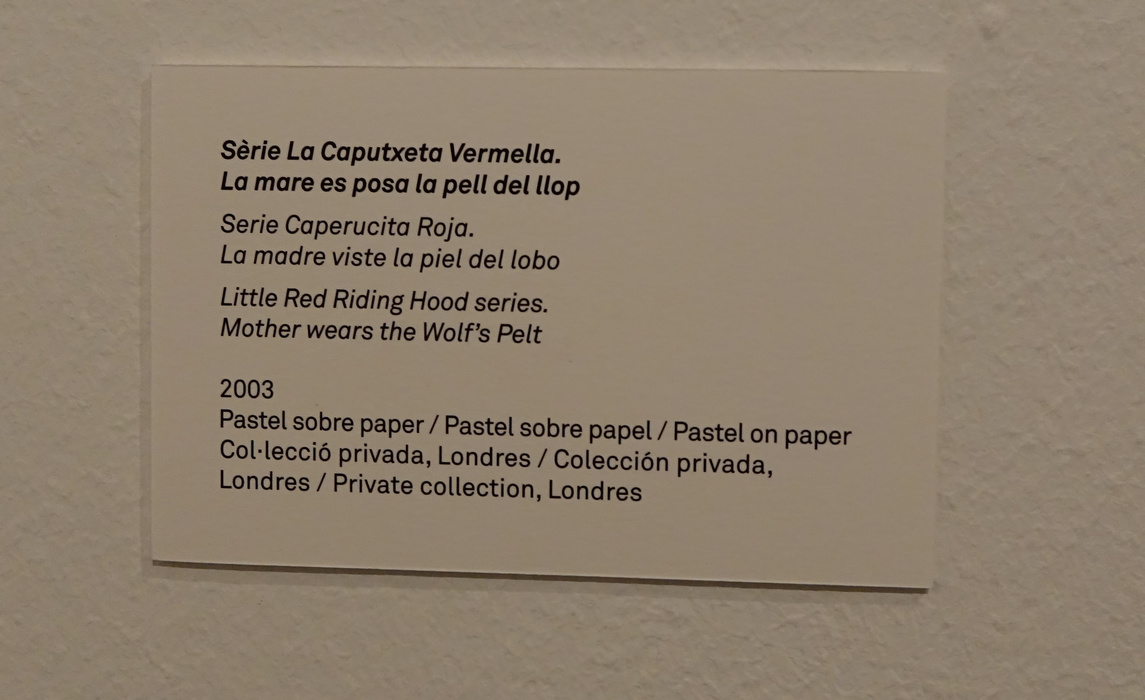 Sèrie La Caputxeta Vermella.
La mare es posa la pell del llop
Serie Caperucita Roja.
La madre viste la piel del lobo
Little Red Riding Hood series.
Mother wears the Wolf’s Pelt
2003
Pastel sobre paper / Pastel sobre papel / Pastel on paper
Col·lecció privada, Londres / Colección privada,
Londres / Private collection, Londres